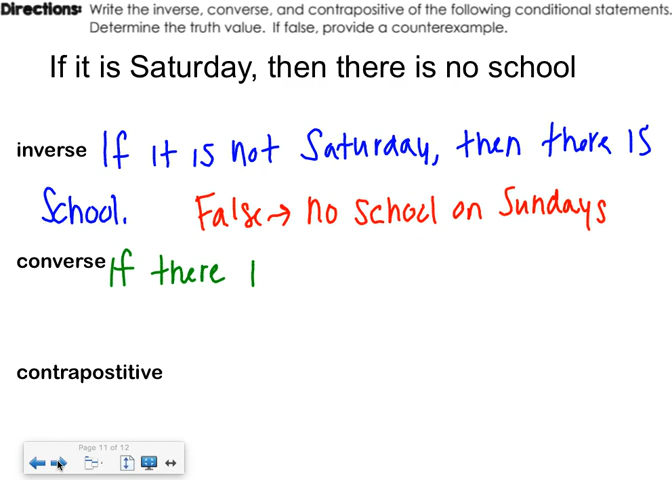 Directions: Write the inverse, converse, and contrapositive of the following conditional statements.
Determine the truth value. If false, provide a counterexample.
If it is Saturday, then there is no school
inverse If it is not Saturday, then there is
School. False → no school on Sundays
converse If there I
contrapostitive
Page 11 of 12